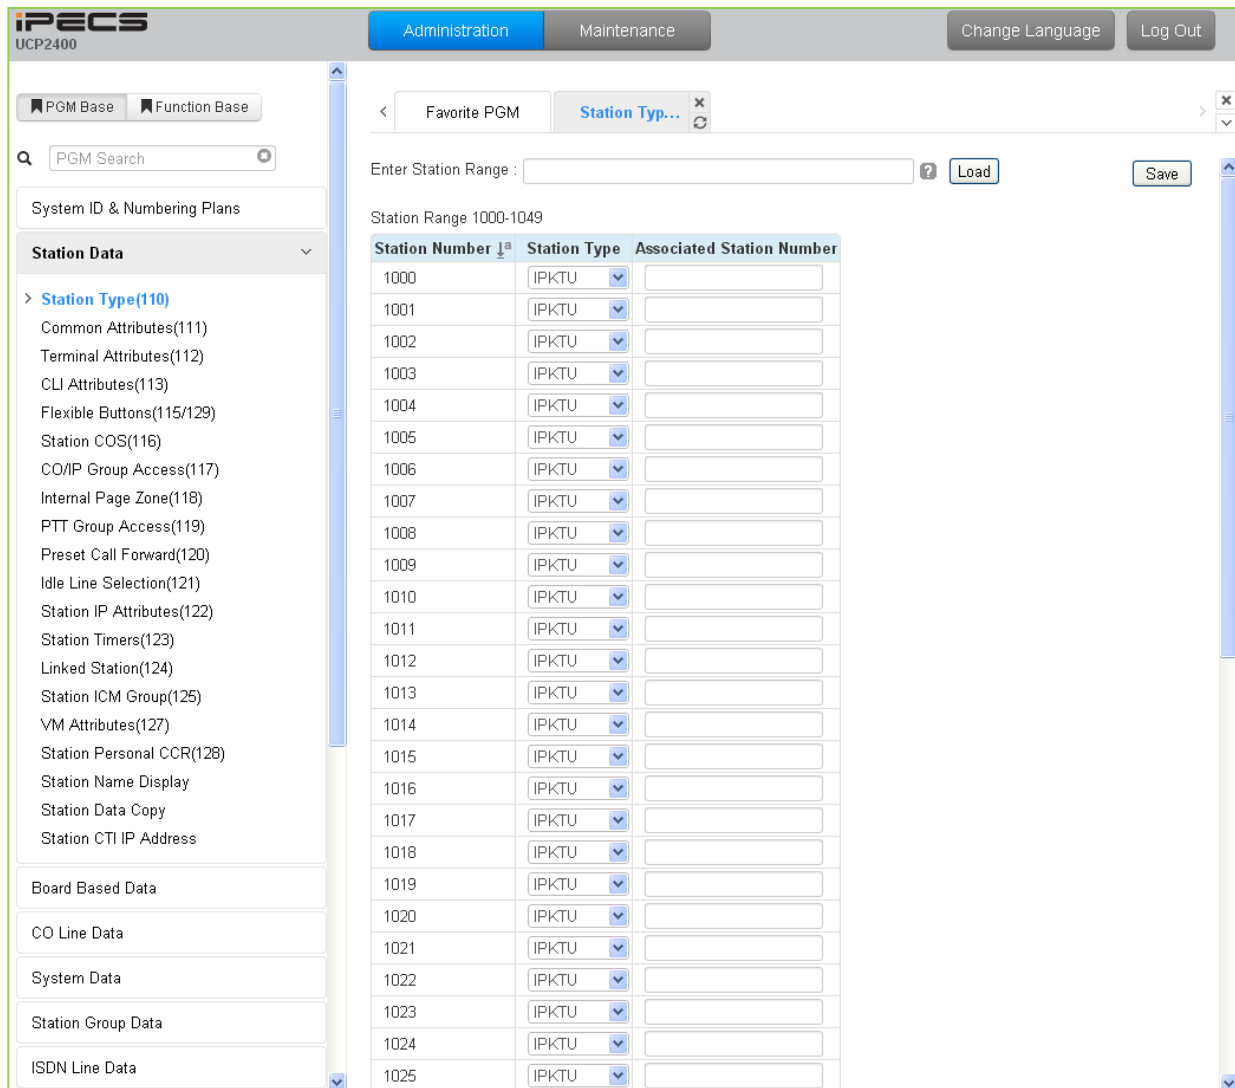 iPECS
UCP2400
Administration
Maintenance
Change Language
Log Out
PGM Base
Function Base
PGM Search
System ID & Numbering Plans
Station Data
Station Type(110)
Common Attributes(111)
Terminal Attributes(112)
CLI Attributes(113)
Flexible Buttons(115/129)
Station COS(116)
CO/IP Group Access(117)
Internal Page Zone(118)
PTT Group Access(119)
Preset Call Forward(120)
Idle Line Selection(121)
Station IP Attributes(122)
Station Timers(123)
Linked Station(124)
Station ICM Group(125)
VM Attributes(127)
Station Personal CCR(128)
Station Name Display
Station Data Copy
Station CTI IP Address
Board Based Data
CO Line Data
System Data
Station Group Data
ISDN Line Data
Favorite PGM
Station Typ...
Enter Station Range :
Load
Save
Station Range 1000-1049
Station Number Station Type Associated Station Number
1000 IPKTU
1001 IPKTU
1002 IPKTU
1003 IPKTU
1004 IPKTU
1005 IPKTU
1006 IPKTU
1007 IPKTU
1008 IPKTU
1009 IPKTU
1010 IPKTU
1011 IPKTU
1012 IPKTU
1013 IPKTU
1014 IPKTU
1015 IPKTU
1016 IPKTU
1017 IPKTU
1018 IPKTU
1019 IPKTU
1020 IPKTU
1021 IPKTU
1022 IPKTU
1023 IPKTU
1024 IPKTU
1025 IPKTU